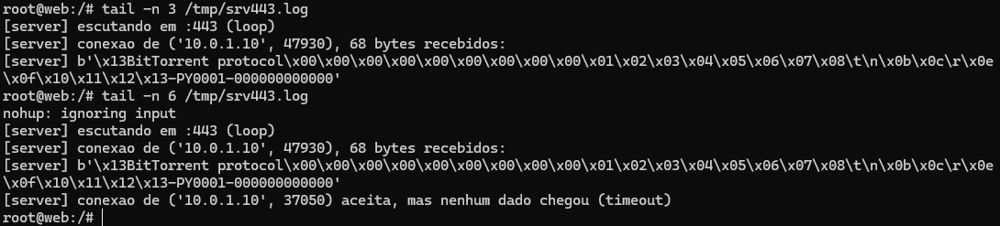 root@web:/# tail -n 3 /tmp/srv443.log
[server] escutando em :443 (loop)
[server] conexao de ('10.0.1.10', 47930), 68 bytes recebidos:
[server] b'\x13BitTorrent protocol\x00\x00\x00\x00\x00\x00\x00\x00\x00\x01\x02\x03\x04\x05\x06\x07\x08\t\n\x0b\x0c\r\x0e
\x0f\x10\x11\x12\x13-PY0001-000000000000'
root@web:/# tail -n 6 /tmp/srv443.log
nohup: ignoring input
[server] escutando em :443 (loop)
[server] conexao de ('10.0.1.10', 47930), 68 bytes recebidos:
[server] b'\x13BitTorrent protocol\x00\x00\x00\x00\x00\x00\x00\x00\x00\x01\x02\x03\x04\x05\x06\x07\x08\t\n\x0b\x0c\r\x0e
\x0f\x10\x11\x12\x13-PY0001-000000000000'
[server] conexao de ('10.0.1.10', 37050) aceita, mas nenhum dado chegou (timeout)
root@web:/#